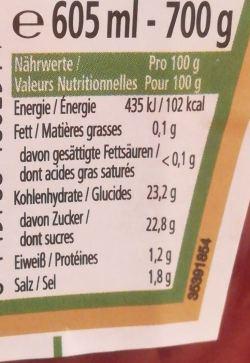 e 605 ml - 700 g
Nährwerte / Pro 100 g
Valeurs Nutritionnelles Pour 100 g
Energie / Énergie 435 kJ / 102 kcal
Fett / Matières grasses 0,1 g
davon gesättigte Fettsäuren / <0,1 g
dont acides gras saturés
Kohlenhydrate / Glucides 23,2 g
davon Zucker / 22,8 g
dont sucres
Eiweiß / Protéines 1,2 g
Salz / Sel 1,8 g
35391854